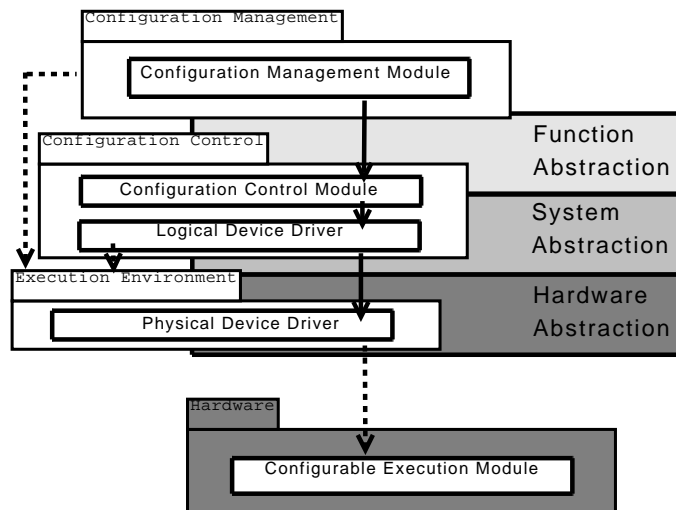 Configuration Management
Configuration Management Module
Function
Abstraction
Configuration Control
Configuration Control Module
System
Abstraction
Logical Device Driver
Execution Environment
Hardware
Abstraction
Physical Device Driver
Hardware
Configurable Execution Module